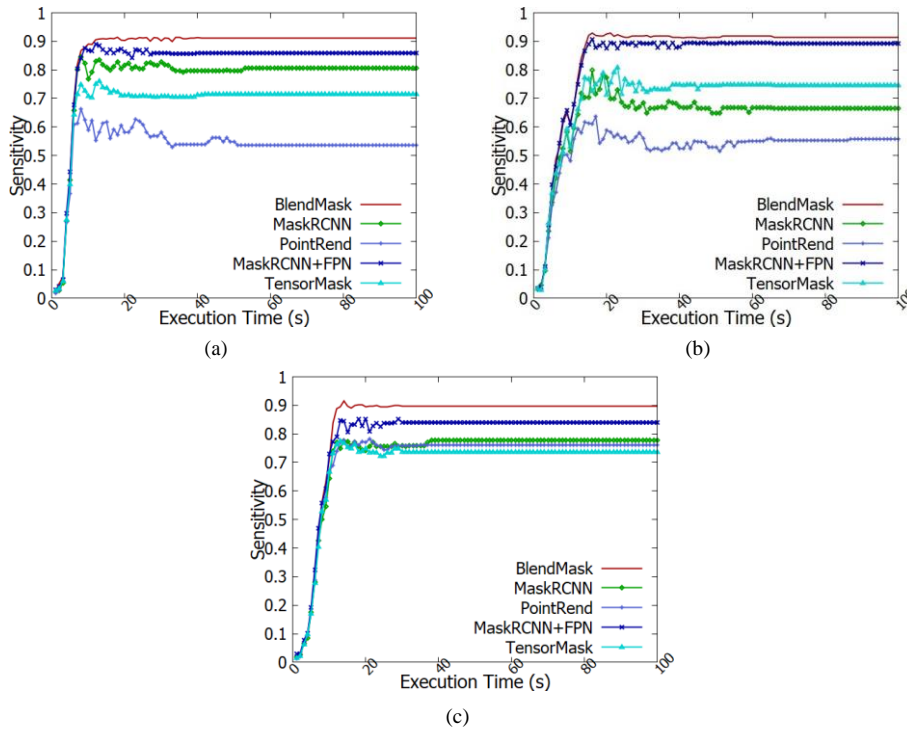 1
0.9
0.8
0.7
0.6
0.5
0.4
0.3
0.2
0.1
0
Sensitivity
BlendMask
MaskRCNN
PointRend
MaskRCNN+FPN
TensorMask
0 20 40 60 80 100
Execution Time (s)
(a)
1
0.9
0.8
0.7
0.6
0.5
0.4
0.3
0.2
0.1
0
Sensitivity
BlendMask
MaskRCNN
PointRend
MaskRCNN+FPN
TensorMask
0 20 40 60 80 100
Execution Time (s)
(b)
1
0.9
0.8
0.7
0.6
0.5
0.4
0.3
0.2
0.1
0
Sensitivity
BlendMask
MaskRCNN
PointRend
MaskRCNN+FPN
TensorMask
0 20 40 60 80 100
Execution Time (s)
(c)